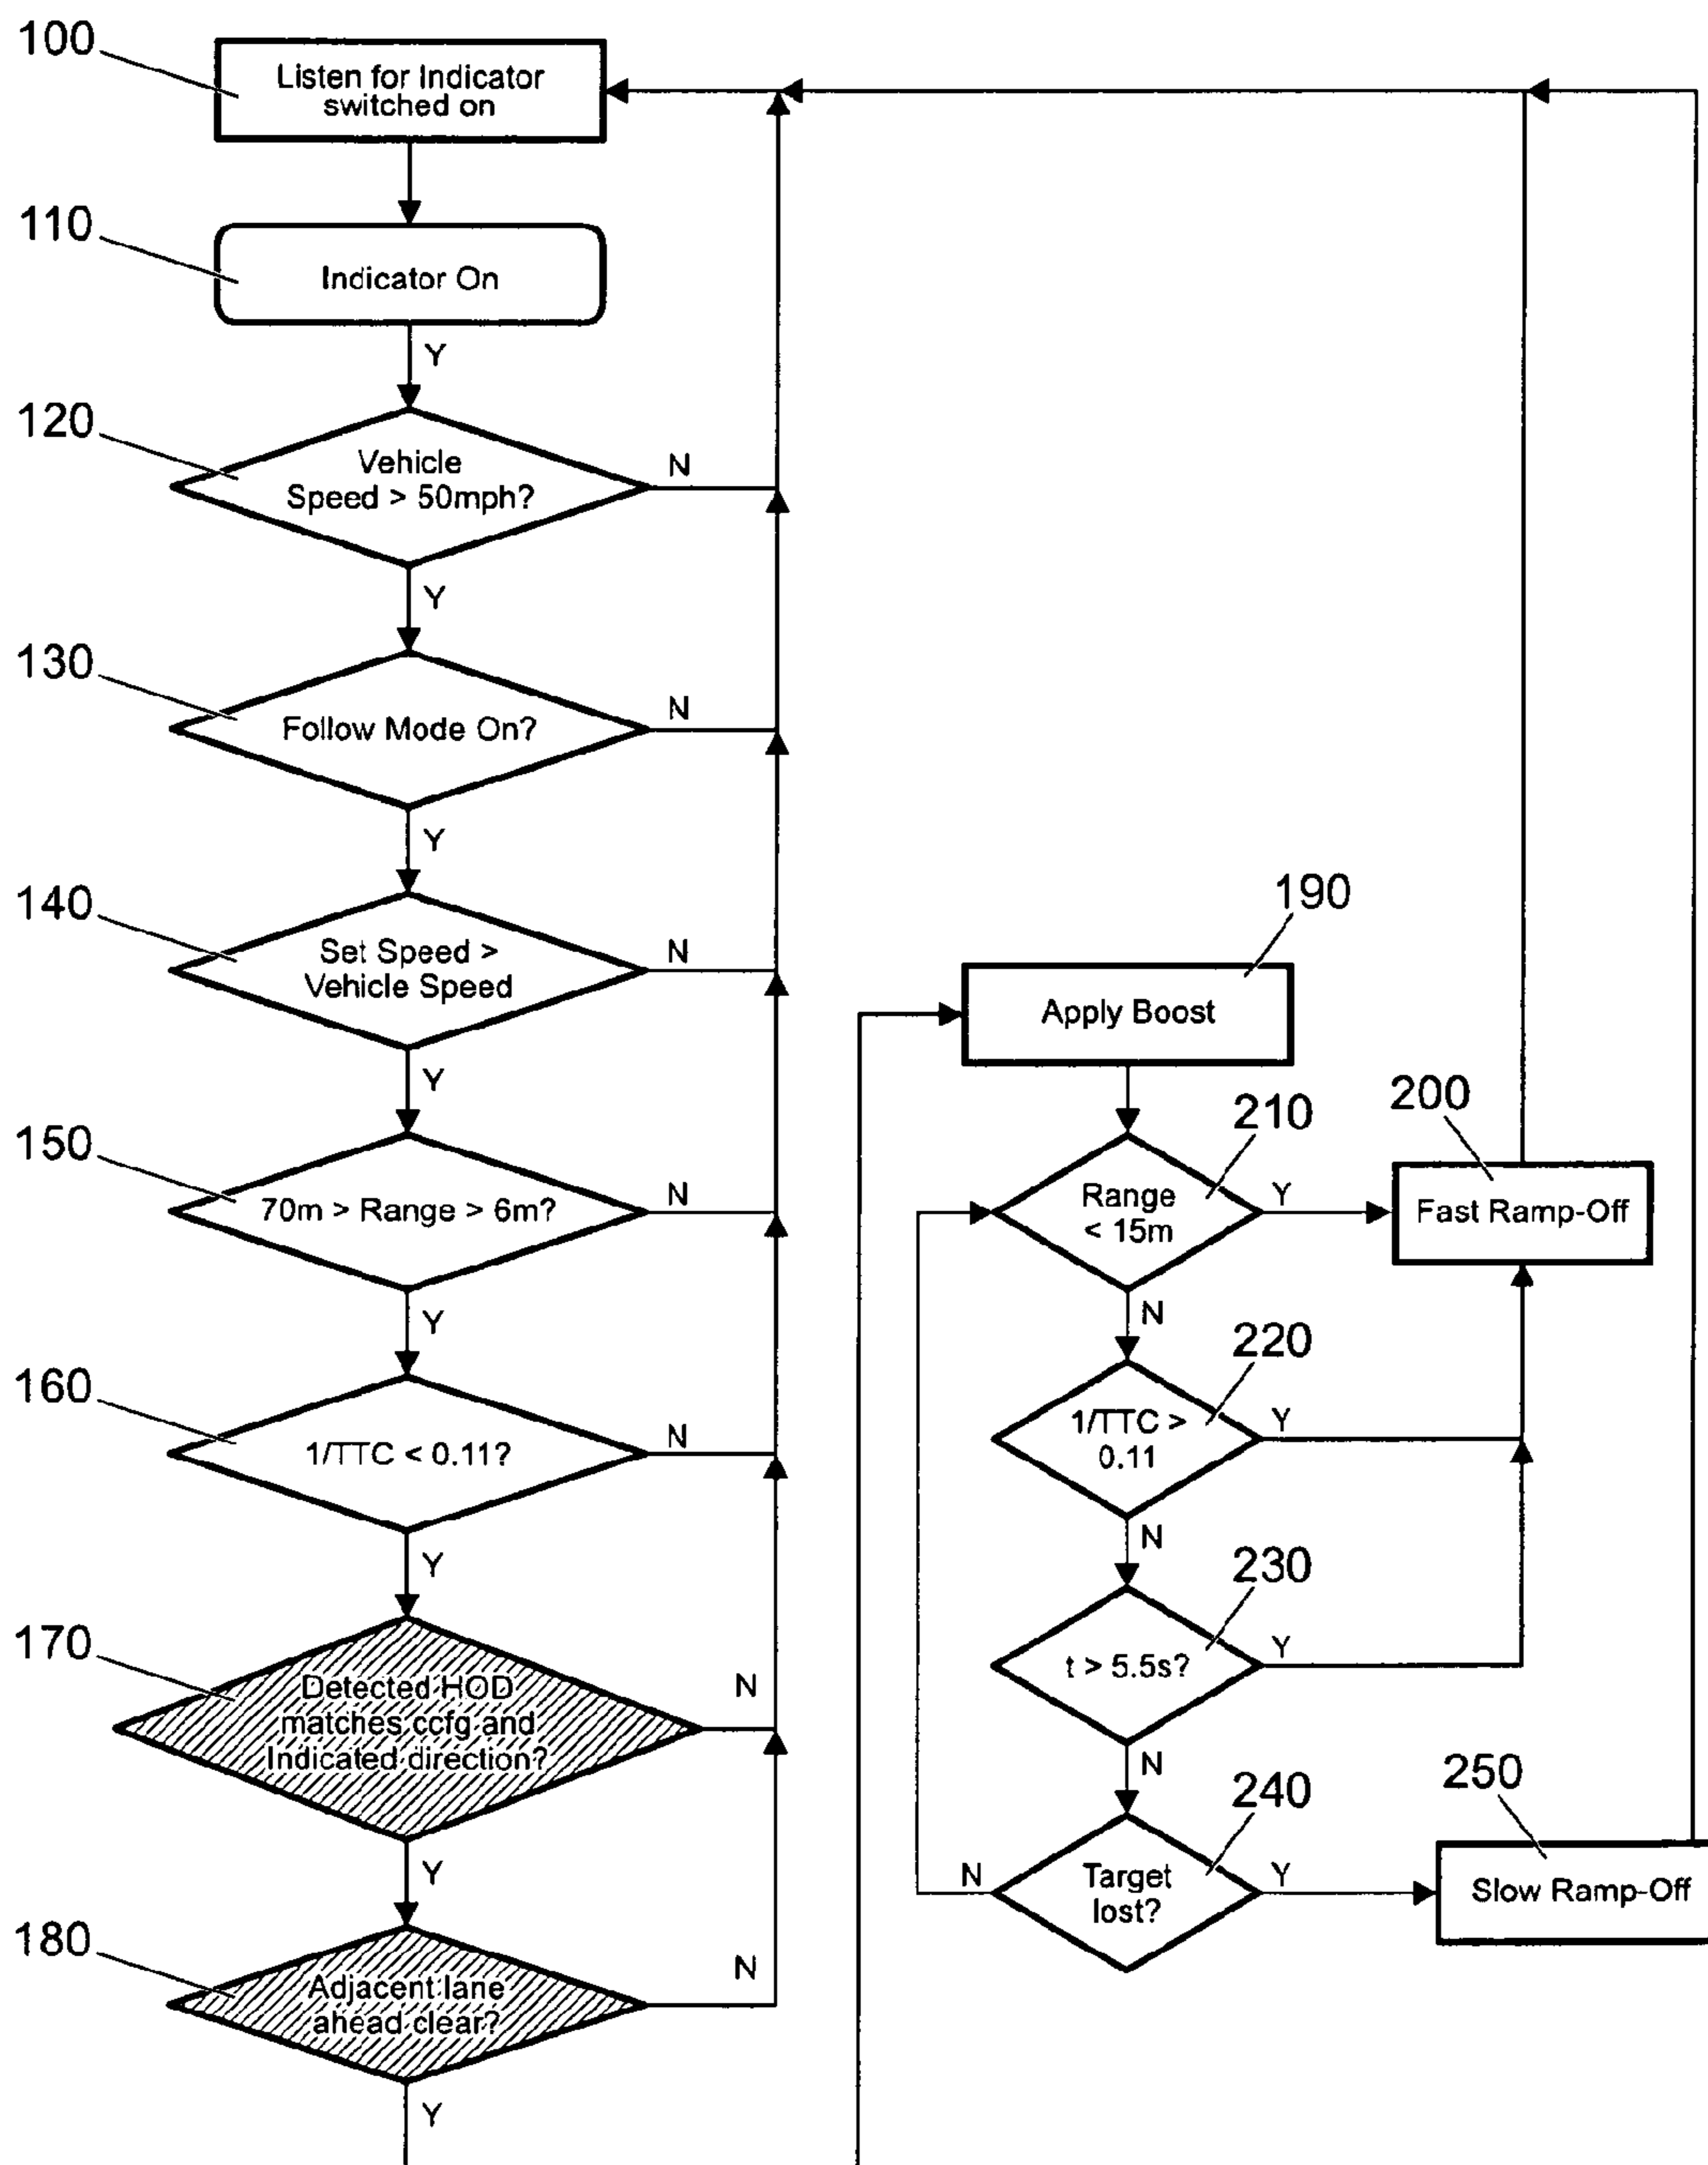 100
Listen for Indicator
switched on
110
Indicator On
Y
120
Vehicle
Speed > 50mph?
N
Y
130
Follow Mode On?
N
Y
140
Set Speed >
Vehicle Speed
N
Y
150
70m > Range > 6m?
N
Y
160
1/TTC < 0.11?
N
Y
170
Detected HOD
matches ccfg and
Indicated direction?
N
Y
180
Adjacent lane
ahead clear?
N
Y
190
Apply Boost
210
Range
< 15m
Y
N
200
Fast Ramp-Off
220
1/TTC >
0.11
Y
N
230
t > 5.5s?
Y
N
240
Target
lost?
N
Y
250
Slow Ramp-Off